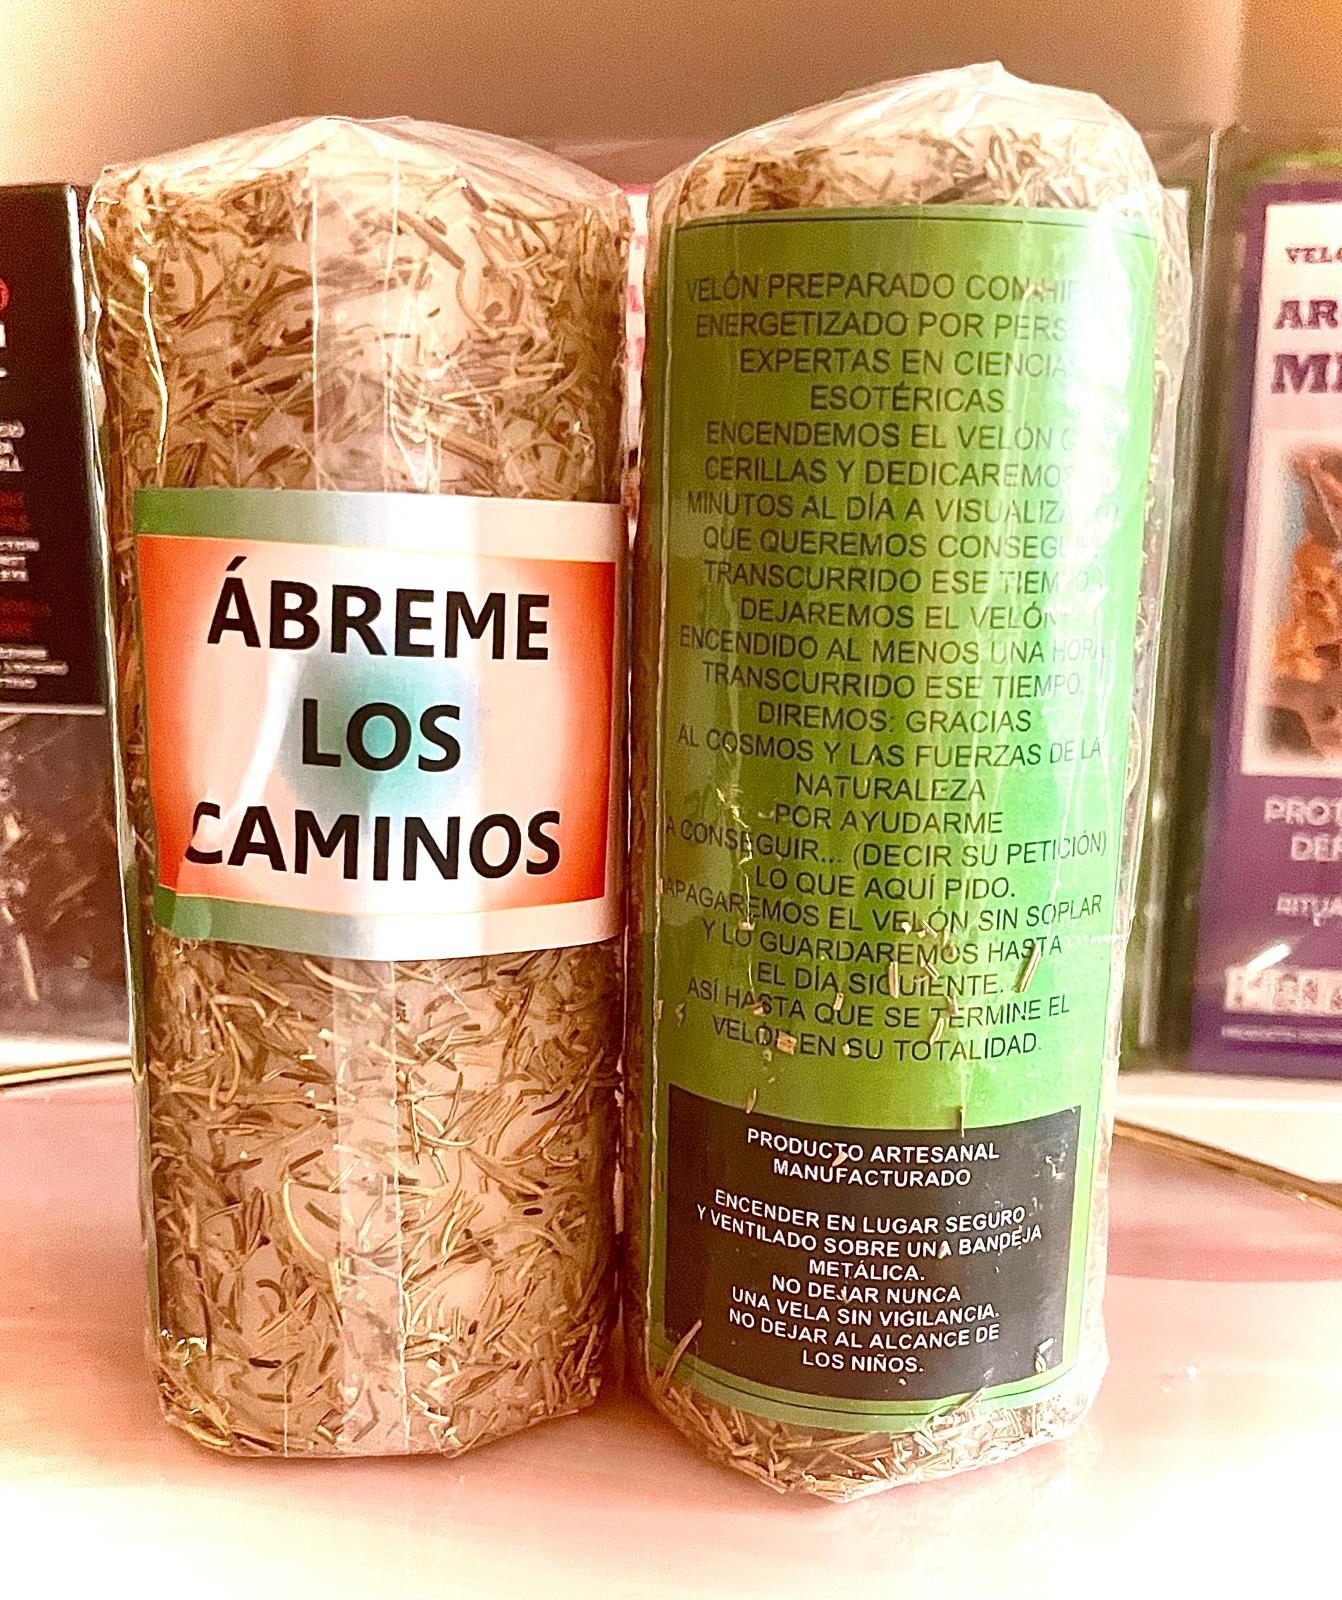 ÁBREME
LOS
CAMINOS
VELÓN PREPARADO CON
ENERGETIZADO POR
EXPERTAS EN CIENCIAS
ESOTÉRICAS.
ENCENDEMOS EL VELÓN
CERILLAS Y DEDICAREMOS
MINUTOS AL DÍA A
QUE QUEREMOS
TRANSCURRIDO ESE TIEMPO
DEJAREMOS EL VELÓN
ENCENDIDO AL MENOS UNA HORA
TRANSCURRIDO ESE TIEMPO,
DIREMOS: GRACIAS
AL COSMOS Y LAS FUERZAS DE LA
NATURALEZA
POR AYUDARME
A CONSEGUIR... (DECIR SU PETICIÓN)
LO QUE AQUÍ PIDO.
APAGAREMOS EL VELÓN SIN SOPLAR
Y LO GUARDAREMOS HASTA
EL DÍA SIGUIENTE.
ASÍ HASTA QUE SE TERMINE EL
VELÓN EN SU TOTALIDAD.
PRODUCTO ARTESANAL
MANUFACTURADO
ENCENDER EN LUGAR SEGURO
Y VENTILADO SOBRE UNA BANDEJA
METÁLICA.
NO DEJAR NUNCA
UNA VELA SIN VIGILANCIA.
NO DEJAR AL ALCANCE DE
LOS NIÑOS.